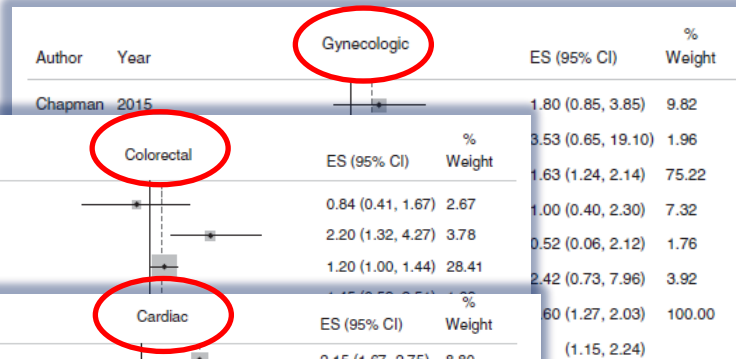 Gynecologic
%
Author Year ES (95% CI) Weight
Chapman 2015 1.80 (0.85, 3.85) 9.82
3.53 (0.65, 19.10) 1.96
1.63 (1.24, 2.14) 75.22
1.00 (0.40, 2.30) 7.32
0.52 (0.06, 2.12) 1.76
2.42 (0.73, 7.96) 3.92
.60 (1.27, 2.03) 100.00
(1.15, 2.24)
Colorectal
%
ES (95% CI) Weight
0.84 (0.41, 1.67) 2.67
2.20 (1.32, 4.27) 3.78
1.20 (1.00, 1.44) 28.41
Cardiac
%
ES (95% CI) Weight